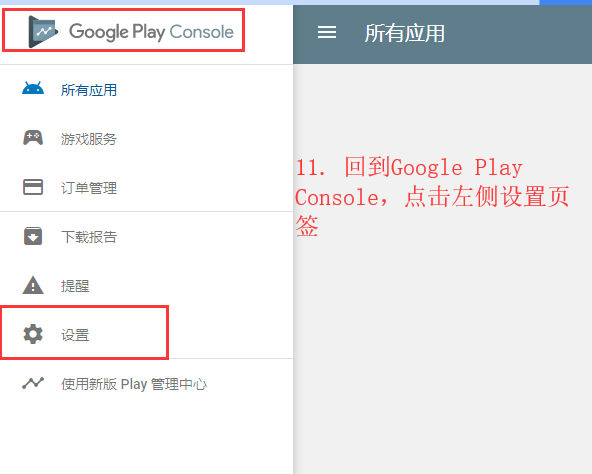 Google Play Console
所有应用
所有应用
游戏服务
11. 回到Google Play
Console，点击左侧设置页
签
订单管理
下载报告
提醒
设置
使用新版 Play 管理中心